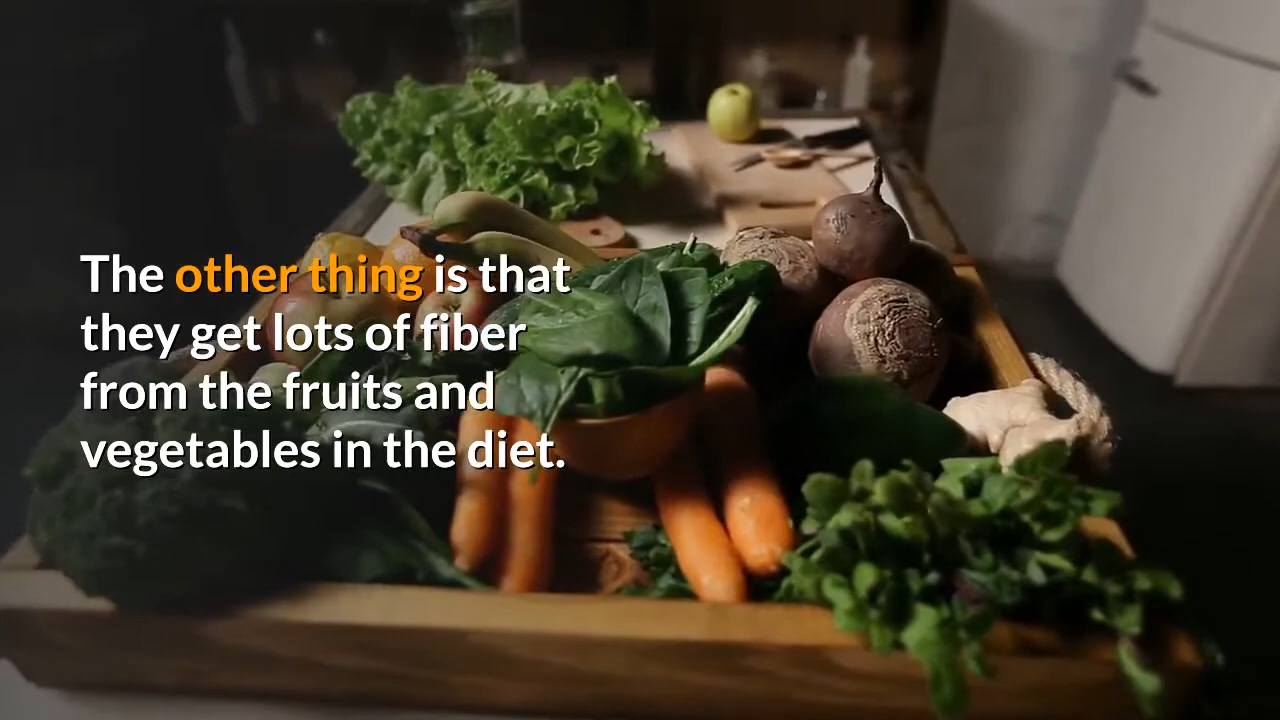 The other thing is that
they get lots of fiber
from the fruits and
vegetables in the diet.